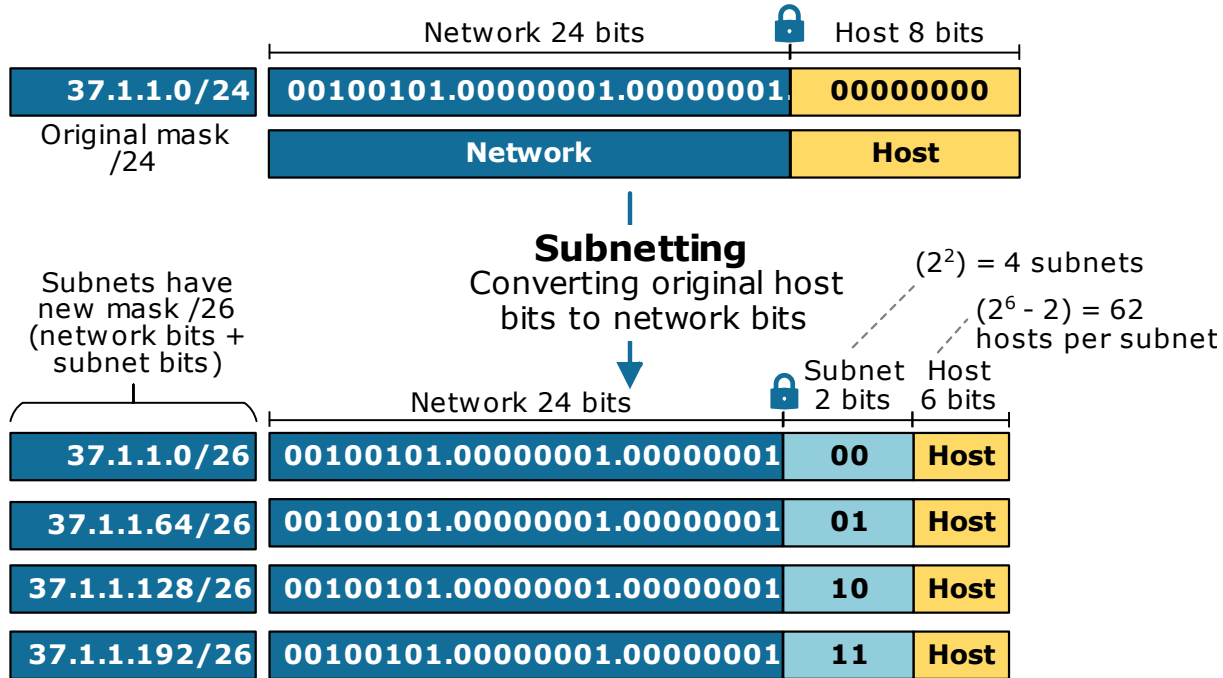 Network 24 bits
Host 8 bits
37.1.1.0/24
00100101.00000001.00000001.
00000000
Original mask
/24
Network
Host
Subnetting
Converting original host
bits to network bits
(2² ) = 4 subnets
(2⁶ - 2) = 62
hosts per subnet
Subnets have
new mask /26
(network bits +
subnet bits)
Network 24 bits
Subnet
2 bits
Host
6 bits
37.1.1.0/26
00100101.00000001.00000001
00
Host
37.1.1.64/26
00100101.00000001.00000001
01
Host
37.1.1.128/26
00100101.00000001.00000001
10
Host
37.1.1.192/26
00100101.00000001.00000001
11
Host